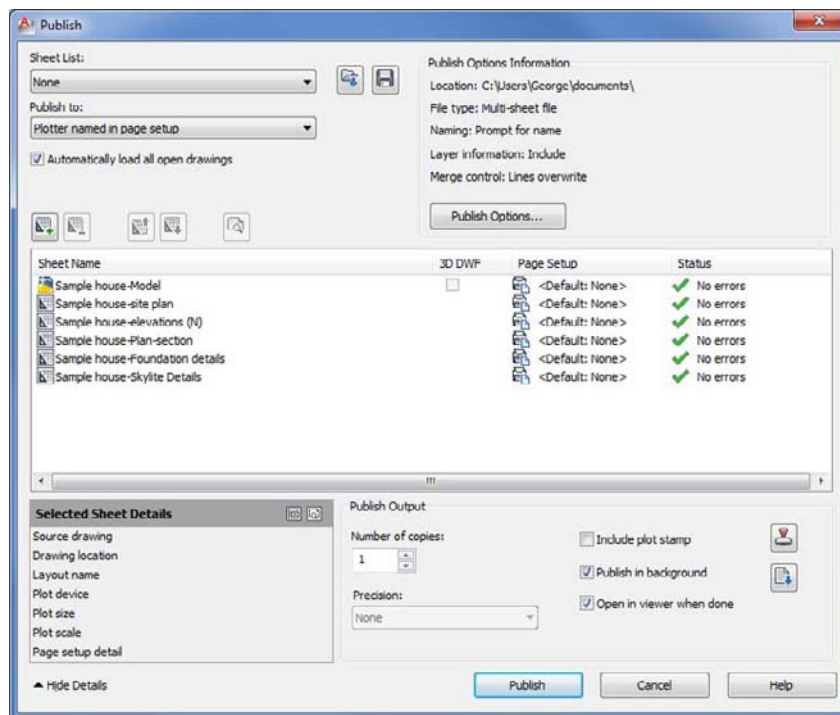 Publish
Sheet List:
None
Publish to:
Plotter named in page setup
Automatically load all open drawings
Publish Options Information
Location: C:\Users\George\documents\
File type: Multi-sheet file
Naming: Prompt for name
Layer information: Include
Merge control: Lines overwrite
Publish Options...
Sheet Name 3D DWF Page Setup Status
Sample house-Model <Default: None> No errors
Sample house-site plan <Default: None> No errors
Sample house-elevations (N) <Default: None> No errors
Sample house-Plan-section <Default: None> No errors
Sample house-Foundation details <Default: None> No errors
Sample house-Skylite Details <Default: None> No errors
Selected Sheet Details
Source drawing
Drawing location
Layout name
Plot device
Plot size
Plot scale
Page setup detail
Publish Output
Number of copies:
1
Precision:
None
Include plot stamp
Publish in background
Open in viewer when done
Hide Details
Publish Cancel Help